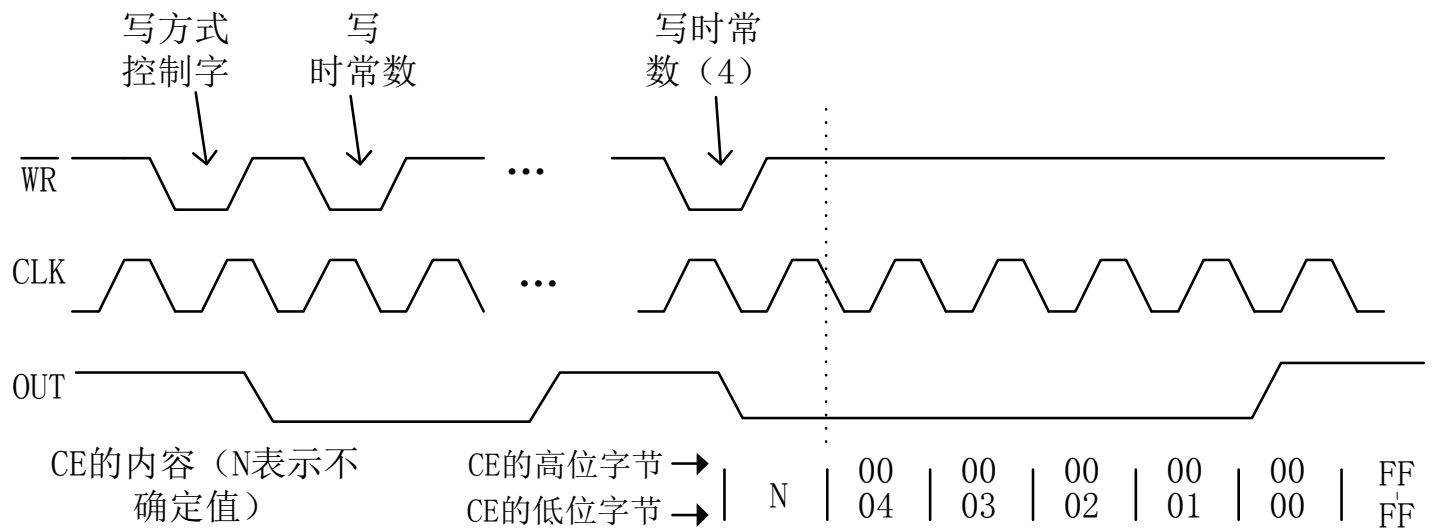 写方式
控制字
写
时常数
写时常
数（4）
WR
...
CLK
...
OUT
CE的内容（N表示不
确定值）
CE的高位字节
CE的低位字节
N
00
04
00
03
00
02
00
01
00
00
FF
FF